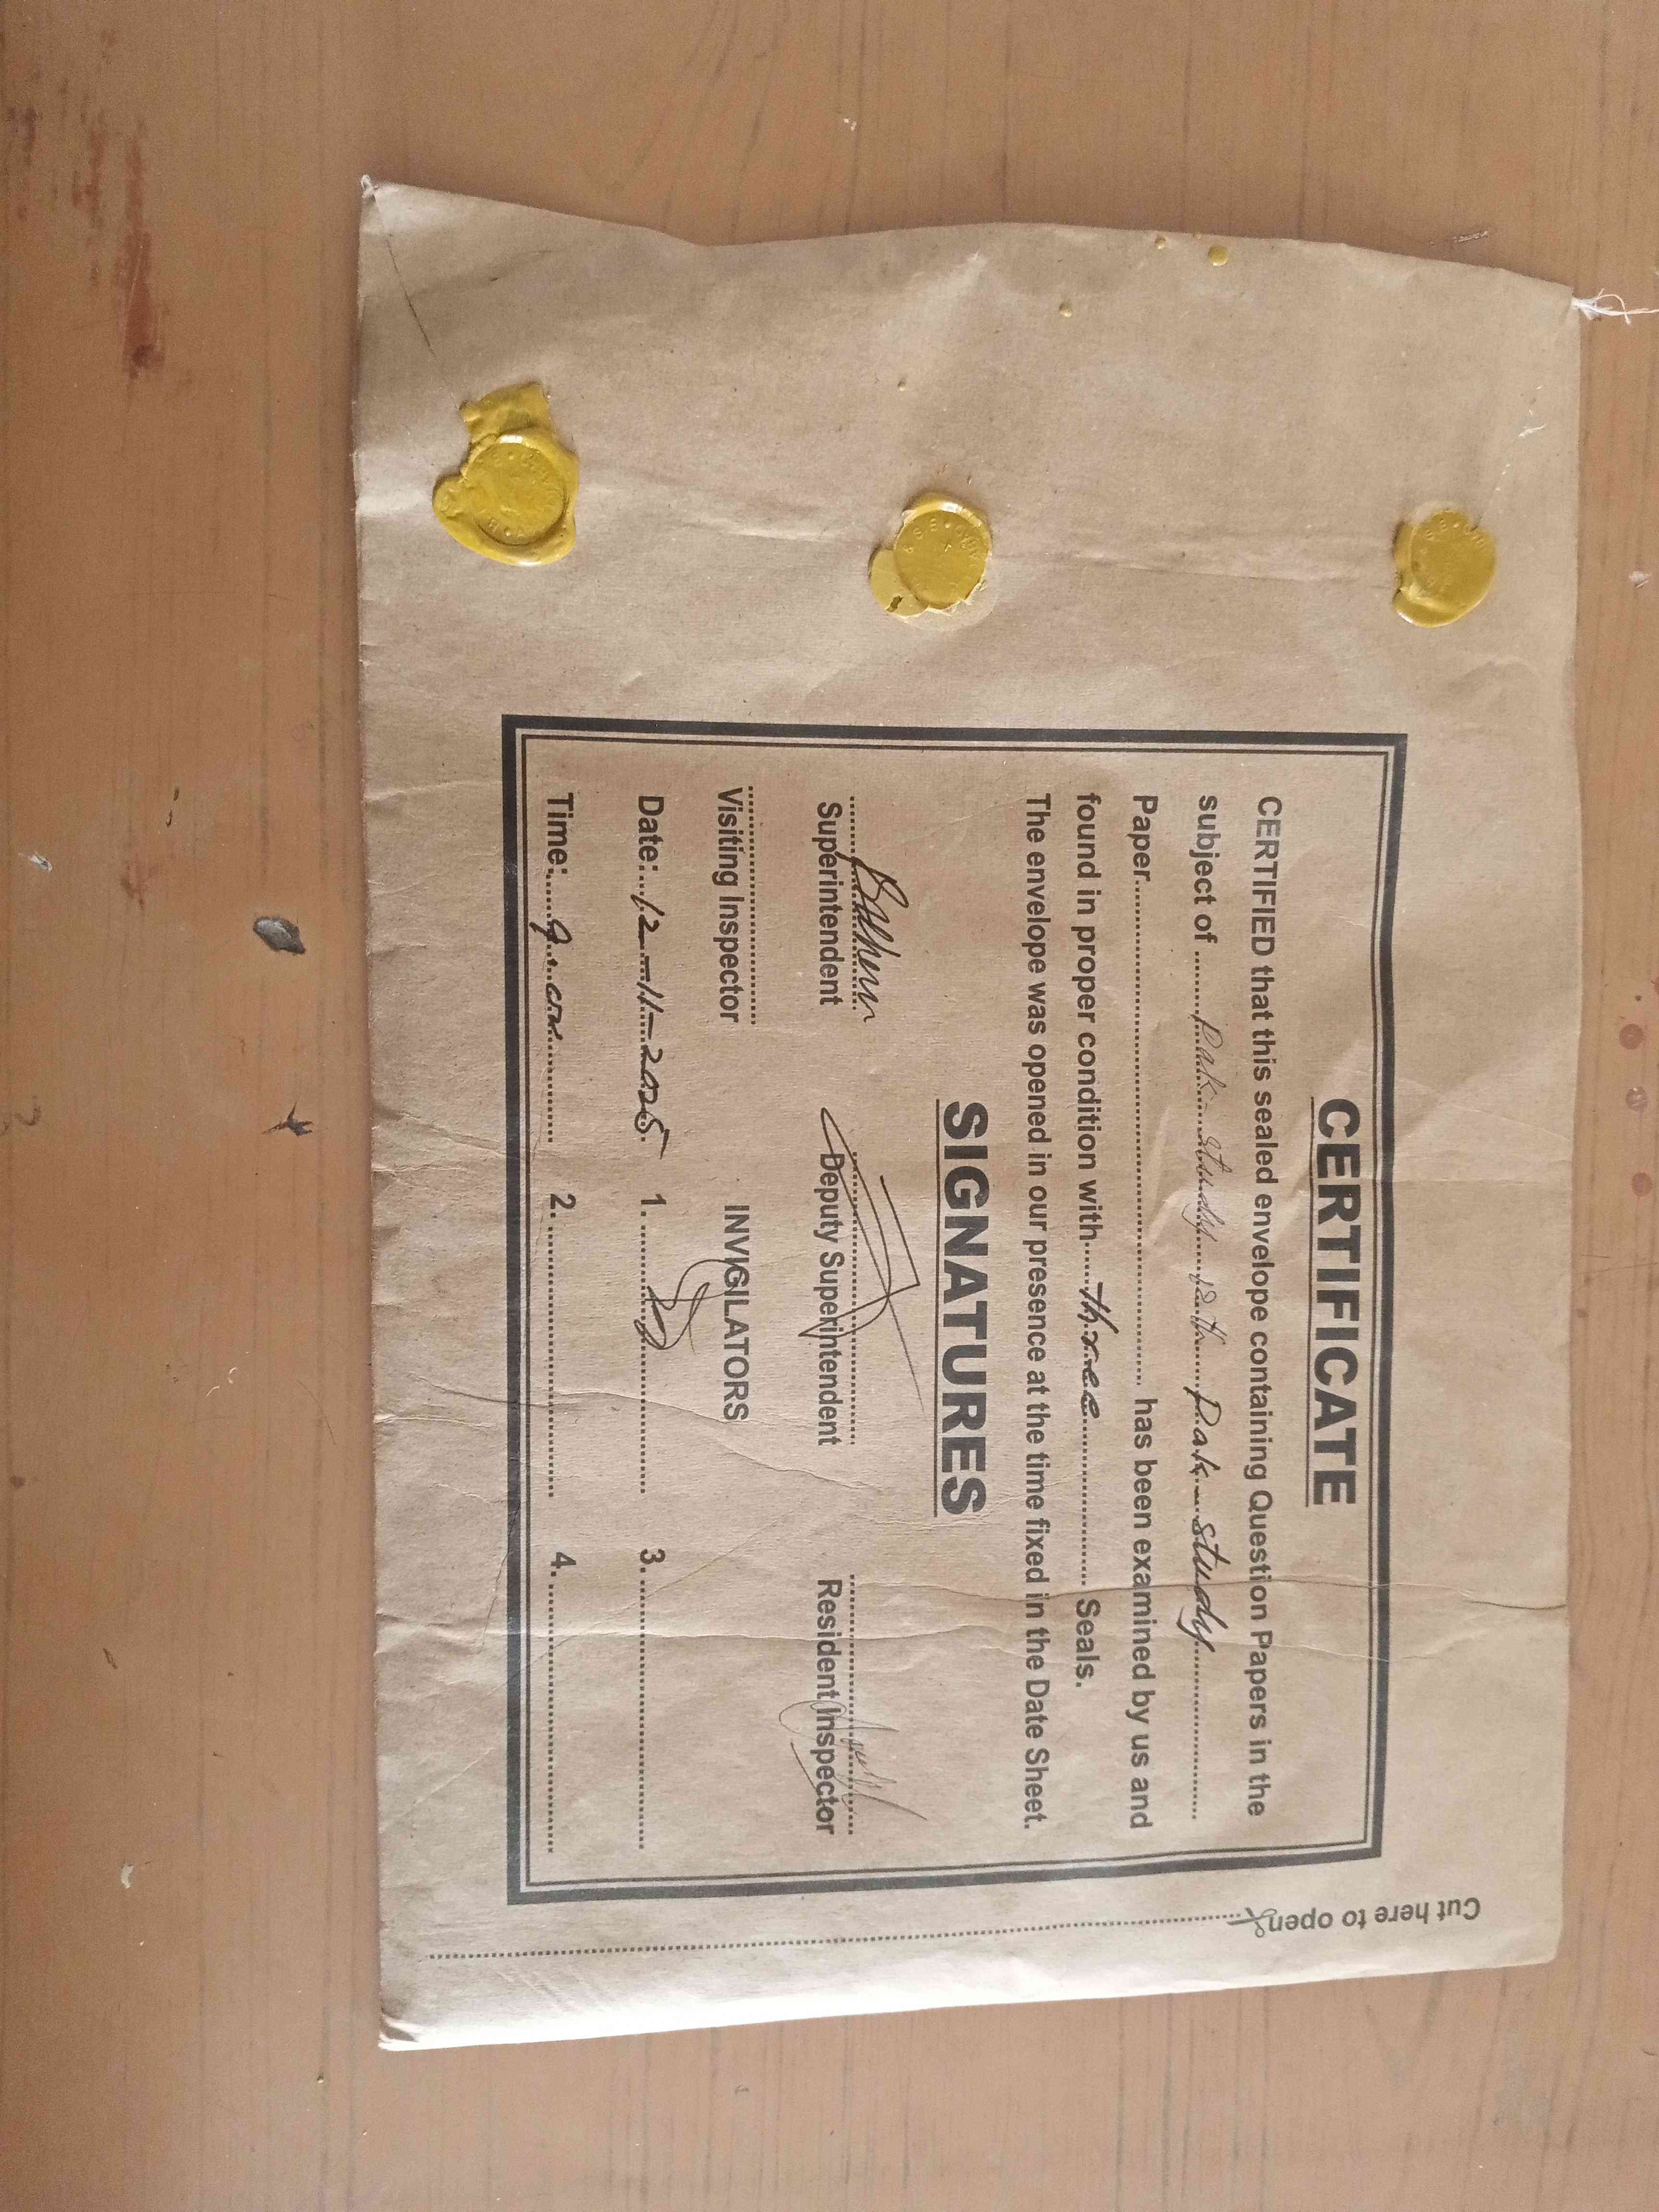 CERTIFICATE
CERTIFIED that this sealed envelope containing Question Papers in the
subject of ........ Pak-study 12th Pak-study ........
Paper........ has been examined by us and
found in proper condition with ........ three ........ Seals.
The envelope was opened in our presence at the time fixed in the Date Sheet.
SIGNATURES
Superintendent Deputy Superintendent Resident Inspector
Visiting Inspector INVIGILATORS
Date: 12-11-2025 1. ........ 3. ........
Time: 9 2. ........ 4. ........
Cut here to open